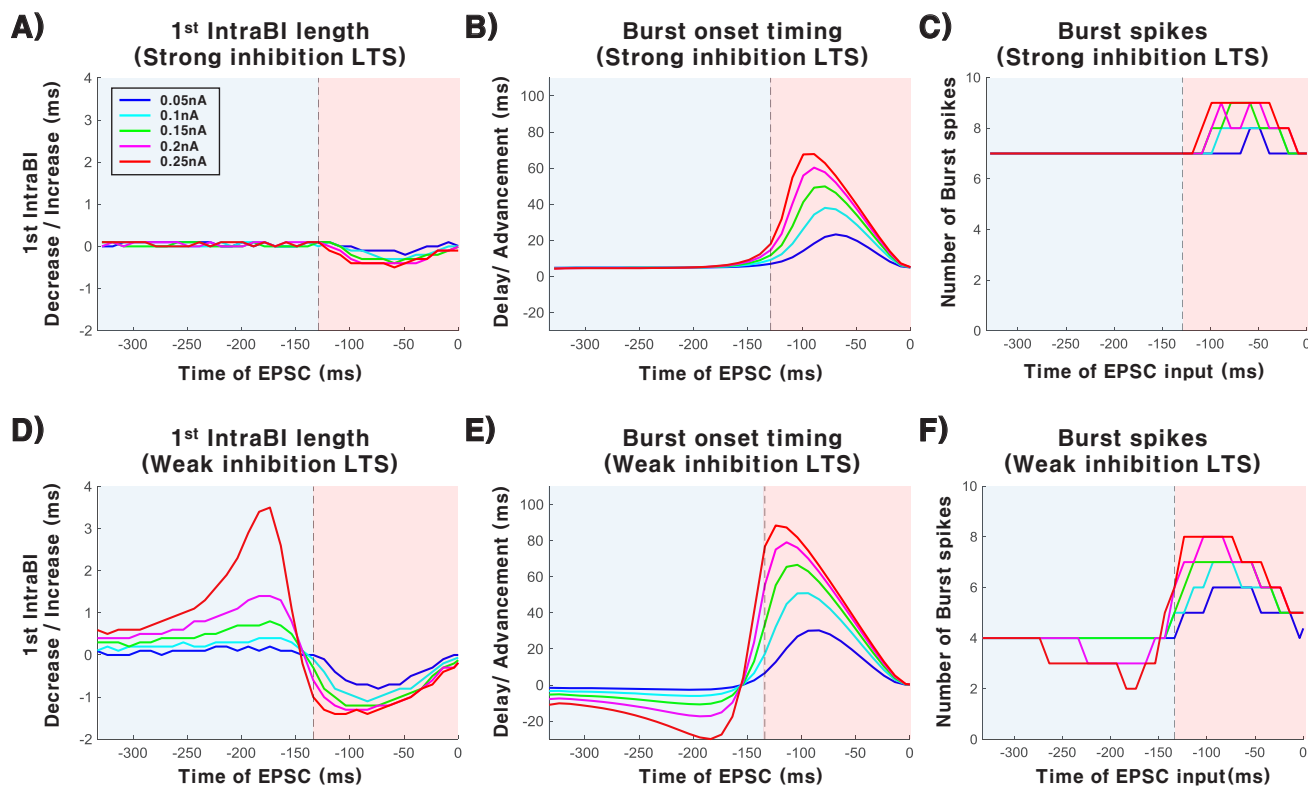 A)
1st IntraBI length
(Strong inhibition LTS)
1st IntraBI
Decrease / Increase (ms)
4
3
2
1
0
-1
-2
0.05nA
0.1nA
0.15nA
0.2nA
0.25nA
-300
-250
-200
-150
-100
-50
0
Time of EPSC (ms)
B)
Burst onset timing
(Strong inhibition LTS)
Delay/ Advancement (ms)
100
80
60
40
20
0
-20
-300
-250
-200
-150
-100
-50
0
Time of EPSC (ms)
C)
Burst spikes
(Strong inhibition LTS)
Number of Burst spikes
10
8
6
4
2
0
-300
-200
-100
0
Time of EPSC input (ms)
D)
1st IntraBI length
(Weak inhibition LTS)
1st IntraBI
Decrease / Increase (ms)
4
3
2
1
0
-1
-2
-300
-250
-200
-150
-100
-50
0
Time of EPSC (ms)
E)
Burst onset timing
(Weak inhibition LTS)
Delay/ Advancement (ms)
100
80
60
40
20
0
-20
-300
-250
-200
-150
-100
-50
0
Time of EPSC (ms)
F)
Burst spikes
(Weak inhibition LTS)
Number of Burst spikes
10
8
6
4
2
0
-300
-200
-100
0
Time of EPSC input(ms)